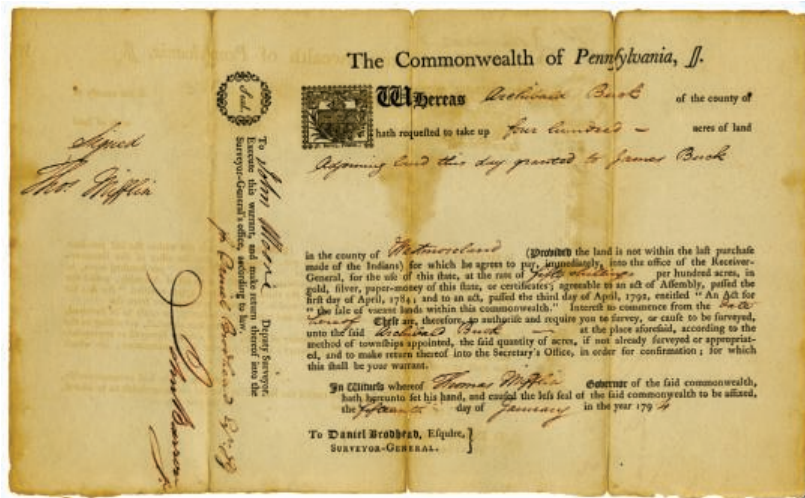 The Commonwealth of Pennsylvania, ss.
Whereas Archibald Buck of the county of
hath requested to take up four hundred – acres of land
Adjoining land this day granted to James Buck
in the county of Westmoreland (Provided the land is not within the last purchase
made of the Indians) for which he agrees to pay, immediately, into the office of the Receiver-
General, for the use of this state, at the rate of fifty shillings per hundred acres, in
gold, silver, paper-money of this state, or certificates; agreeable to an act of Assembly, passed the
first day of April, 1784; and to an act, passed the third day of April, 1792, entitled "An Act for
"the sale of vacant lands within this commonwealth." Interest to commence from the date
hereof These are, therefore, to authorise and require you to survey, or cause to be surveyed,
unto the said Archibald Buck — at the place aforesaid, according to the
method of townships appointed, the said quantity of acres, if not already surveyed or appropriat-
ed, and to make return thereof into the Secretary's Office, in order for confirmation; for which
this shall be your warrant.
In Witness whereof Thomas Mifflin Governor of the said commonwealth,
hath hereunto set his hand, and caused the less seal of the said commonwealth to be affixed,
the fifteenth day of January in the year 1794
To Daniel Brodhead, Esquire,
Surveyor-General.
Signed
Thos. Mifflin
To John Moore Deputy Surveyor.
Execute this warrant, and make return thereof into the
Surveyor-General's office, according to law.
Daniel Brodhead
John